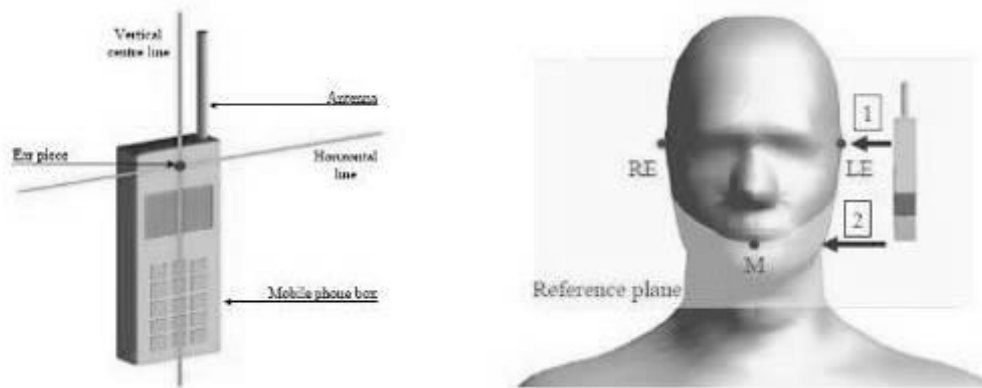 Vertical
centre line
Antenna
Ear piece
Horizontal
line
Mobile phone box
1
RE
LE
2
M
Reference plane